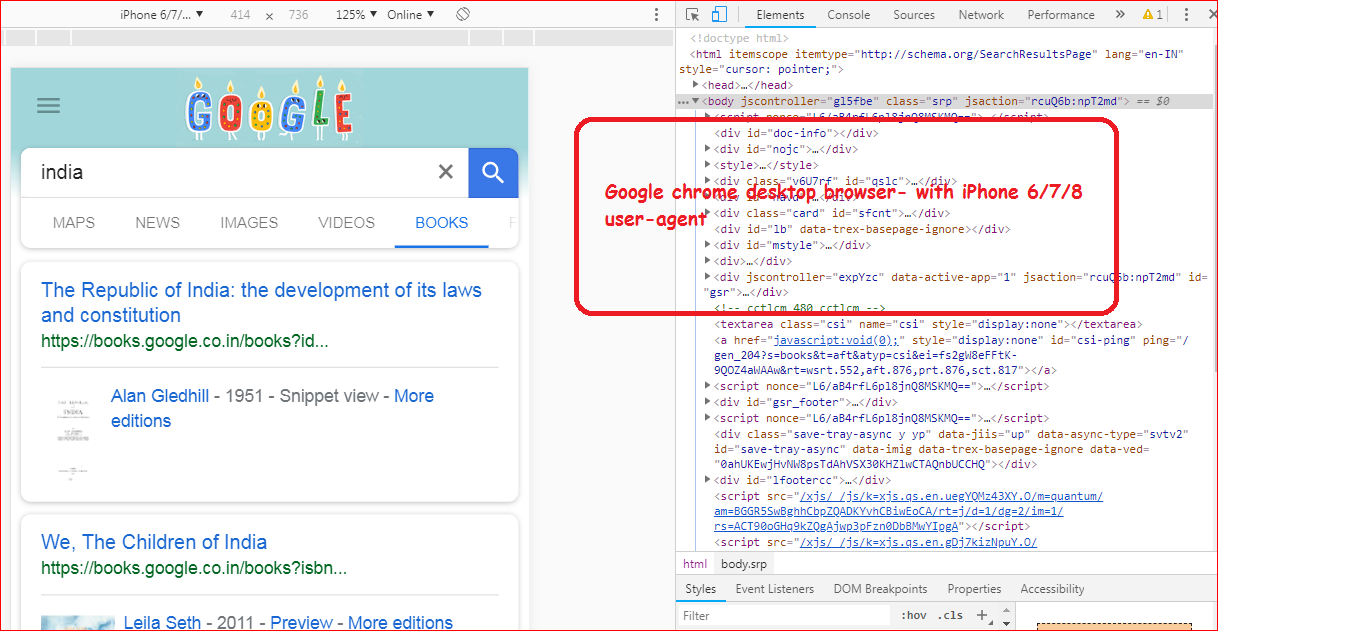 iPhone 6/7/... ▼ 414 × 736 125% ▼ Online ▼
Elements Console Sources Network Performance » 1
GOOGLE
india
MAPS NEWS IMAGES VIDEOS BOOKS
The Republic of India: the development of its laws
and constitution
https://books.google.co.in/books?id...
Alan Gledhill - 1951 - Snippet view - More
editions
We, The Children of India
https://books.google.co.in/books?isbn...
Leila Seth - 2011 - Preview - More editions
<!doctype html>
<html itemscope itemtype="http://schema.org/SearchResultsPage" lang="en-IN"
style="cursor: pointer;">
<head>…</head>
<body jscontroller="gl5fbe" class="srp" jsaction="rcuQ6b:npT2md"> == $0
<div id="doc-info"></div>
<div id="nojc">…</div>
<style>…</style>
<div class="v6U7rf" id="qslc">…</div>
Google chrome desktop browser- with iPhone 6/7/8
user-agent
<div class="card" id="sfcnt">…</div>
<div id="lb" data-trex-basepage-ignore></div>
<div id="mstyle">…</div>
<div>…</div>
<div jscontroller="expYzc" data-active-app="1" jsaction="rcuQ6b:npT2md" id=
"gsr">…</div>
<!-- cctlcm 480 cctlcm -->
<textarea class="csi" name="csi" style="display:none"></textarea>
<a href="javascript:void(0);" style="display:none" id="csi-ping" ping="/
gen_204?s=books&t=aft&atyp=csi&ei=fs2gW8eFFtK-
9QOZ4aWAAw&rt=wsrt.552,aft.876,prt.876,sct.817"></a>
<script nonce="L6/aB4rfL6pl8jnQ8MSKMQ==">…</script>
<div id="gsr_footer">…</div>
<script nonce="L6/aB4rfL6pl8jnQ8MSKMQ==">…</script>
<div class="save-tray-async y yp" data-jiis="up" data-async-type="svtv2"
id="save-tray-async" data-imig data-trex-basepage-ignore data-ved=
"0ahUKEwjHvNW8psTdAhVSX30KHZlwCTAQnbUCCHQ"></div>
<div id="lfootercc">…</div>
<script src="/xjs/_/js/k=xjs.qs.en.uegYQMz43XY.O/m=quantum/
am=BGGR5SwBghhCbpZQADKYvhCBiwEoCA/rt=j/d=1/dg=2/im=1/
rs=ACT90oGHq9kZQgAjwp3pFzn0DbBMwYIpgA"></script>
<script src="/xjs/_/js/k=xjs.qs.en.gDj7kizNpuY.O/
html body.srp
Styles Event Listeners DOM Breakpoints Properties Accessibility
Filter :hov .cls +